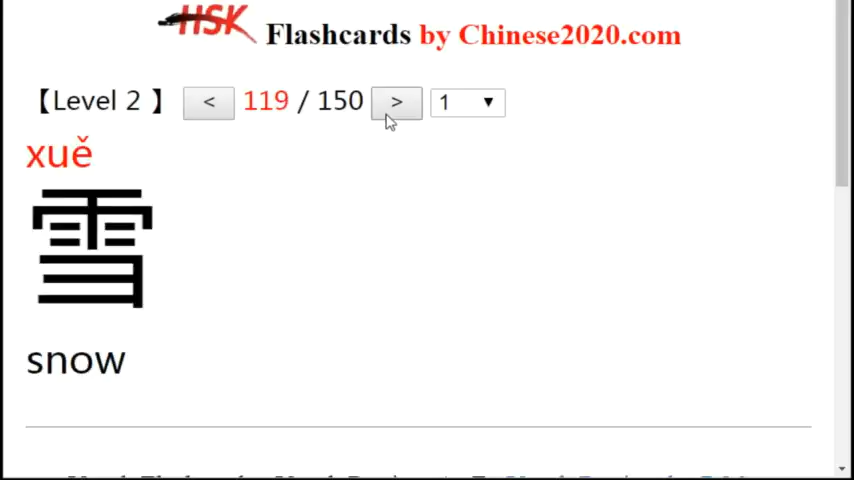 HSK Flashcards by Chinese2020.com
【Level 2 】 < 119 / 150 > 1 ▼
xuě
雪
snow